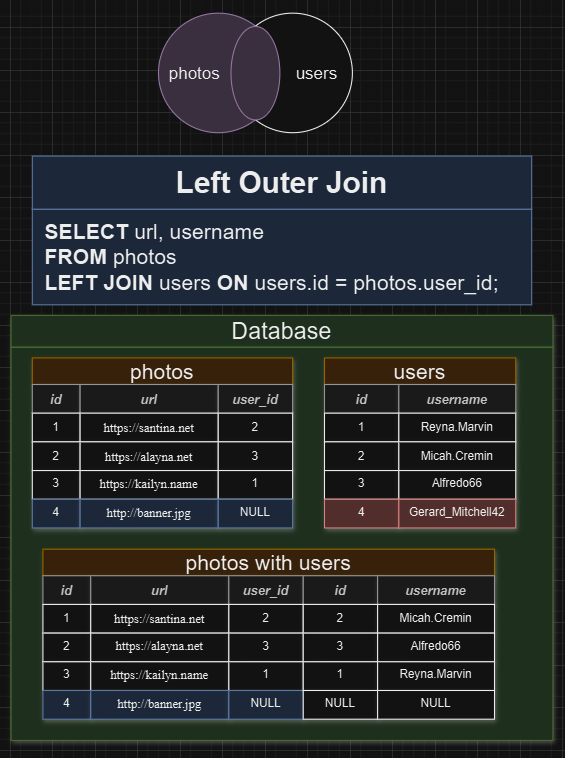 photos users
Left Outer Join
SELECT url, username
FROM photos
LEFT JOIN users ON users.id = photos.user_id;
Database
photos
id url user_id
1 https://santina.net 2
2 https://alayna.net 3
3 https://kailyn.name 1
4 http://banner.jpg NULL
users
id username
1 Reyna.Marvin
2 Micah.Cremin
3 Alfredo66
4 Gerard_Mitchell42
photos with users
id url user_id id username
1 https://santina.net 2 2 Micah.Cremin
2 https://alayna.net 3 3 Alfredo66
3 https://kailyn.name 1 1 Reyna.Marvin
4 http://banner.jpg NULL NULL NULL